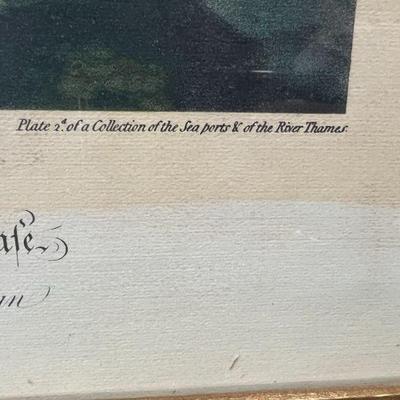 Plate 2.d of a Collection of the Sea ports & of the River Thames.